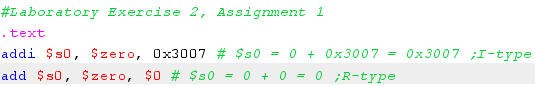 #Laboratory Exercise 2, Assignment 1
.text
addi $s0, $zero, 0x3007 # $s0 = 0 + 0x3007 = 0x3007 ;I-type
add $s0, $zero, $0 # $s0 = 0 + 0 = 0 ;R-type